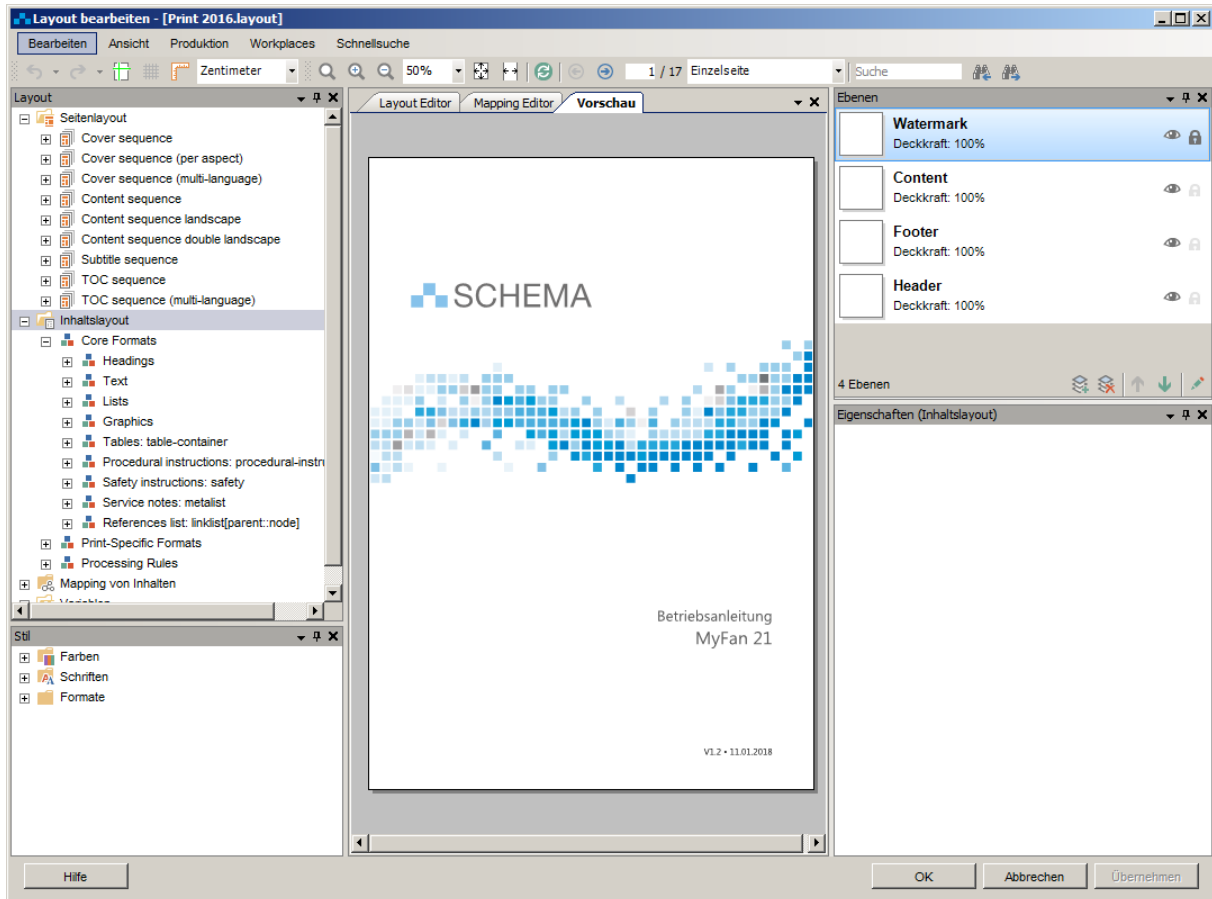 Layout bearbeiten - [Print 2016.layout]
Bearbeiten Ansicht Produktion Workplaces Schnellsuche
Zentimeter 50% 1 / 17 Einzelseite Suche
Layout
Seitenlayout
Cover sequence
Cover sequence (per aspect)
Cover sequence (multi-language)
Content sequence
Content sequence landscape
Content sequence double landscape
Subtitle sequence
TOC sequence
TOC sequence (multi-language)
Inhaltslayout
Core Formats
Headings
Text
Lists
Graphics
Tables: table-container
Procedural instructions: procedural-instru
Safety instructions: safety
Service notes: metalist
References list: linklist[parent::node]
Print-Specific Formats
Processing Rules
Mapping von Inhalten
Stil
Farben
Schriften
Formate
Layout Editor Mapping Editor Vorschau
SCHEMA
Betriebsanleitung
MyFan 21
V1.2 • 11.01.2018
Ebenen
Watermark
Deckkraft: 100%
Content
Deckkraft: 100%
Footer
Deckkraft: 100%
Header
Deckkraft: 100%
4 Ebenen
Eigenschaften (Inhaltslayout)
Hilfe OK Abbrechen Übernehmen